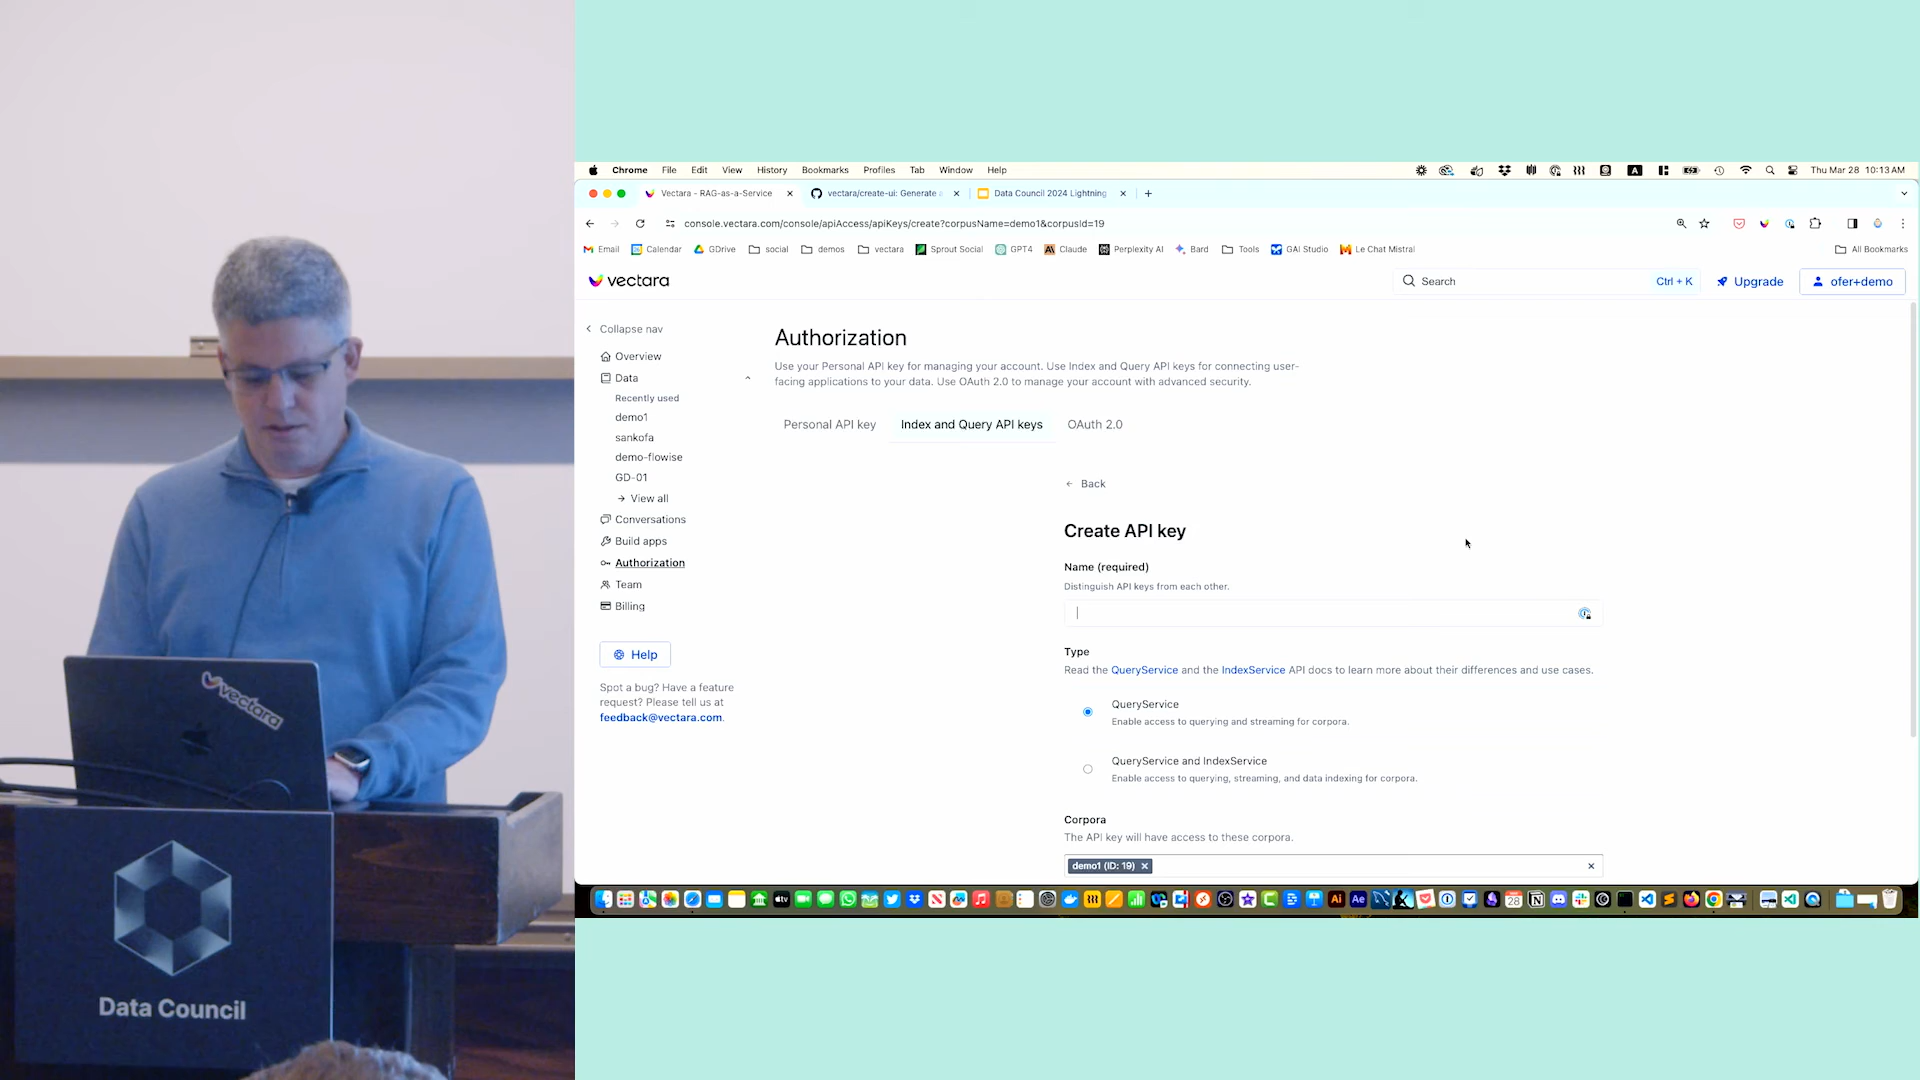 Chrome File Edit View History Bookmarks Profiles Tab Window Help
A
Thu Mar 28 10:13 AM
Vectara - RAG-as-a-Service
vectara/create-ui: Generate
Data Council 2024 Lightning
console.vectara.com/console/apiAccess/apiKeys/create?corpusName=demo1&corpusId=19
Email Calendar GDrive social demos vectara Sprout Social GPT4 Claude Perplexity AI Bard Tools GAI Studio Le Chat Mistral All Bookmarks
vectara
Search Ctrl + K
Upgrade
ofer+demo
Collapse nav
Overview
Data
Recently used
demo1
sankofa
demo-flowise
GD-01
View all
Conversations
Build apps
Authorization
Team
Billing
Help
Spot a bug? Have a feature
request? Please tell us at
feedback@vectara.com.
Authorization
Use your Personal API key for managing your account. Use Index and Query API keys for connecting user-
facing applications to your data. Use OAuth 2.0 to manage your account with advanced security.
Personal API key Index and Query API keys OAuth 2.0
Back
Create API key
Name (required)
Distinguish API keys from each other.
Type
Read the QueryService and the IndexService API docs to learn more about their differences and use cases.
QueryService
Enable access to querying and streaming for corpora.
QueryService and IndexService
Enable access to querying, streaming, and data indexing for corpora.
Corpora
The API key will have access to these corpora.
demo1 (ID: 19)
tv
Ai
Ae
28
vectara
Data Council